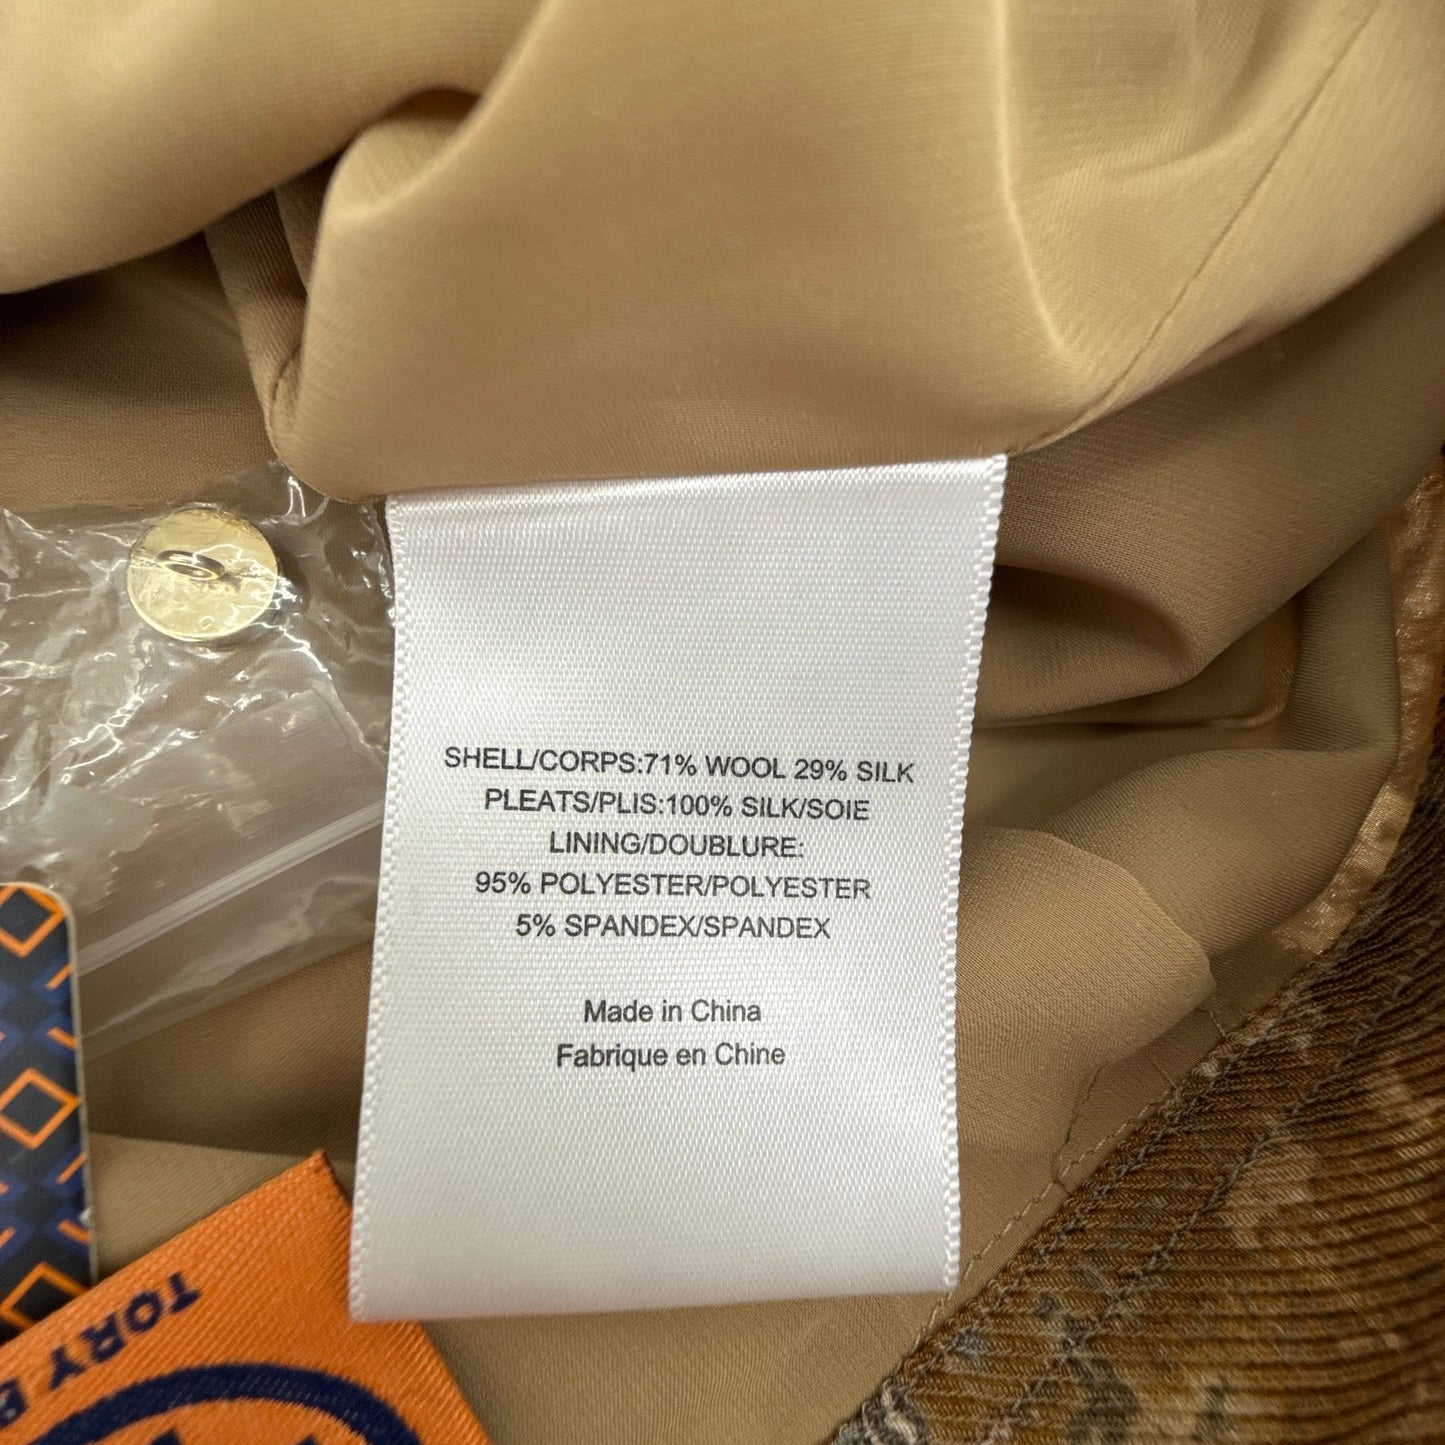 SHELL/CORPS:71% WOOL 29% SILK
PLEATS/PLIS:100% SILK/SOIE
LINING/DOUBLURE:
95% POLYESTER/POLYESTER
5% SPANDEX/SPANDEX
Made in China
Fabrique en Chine
TORY